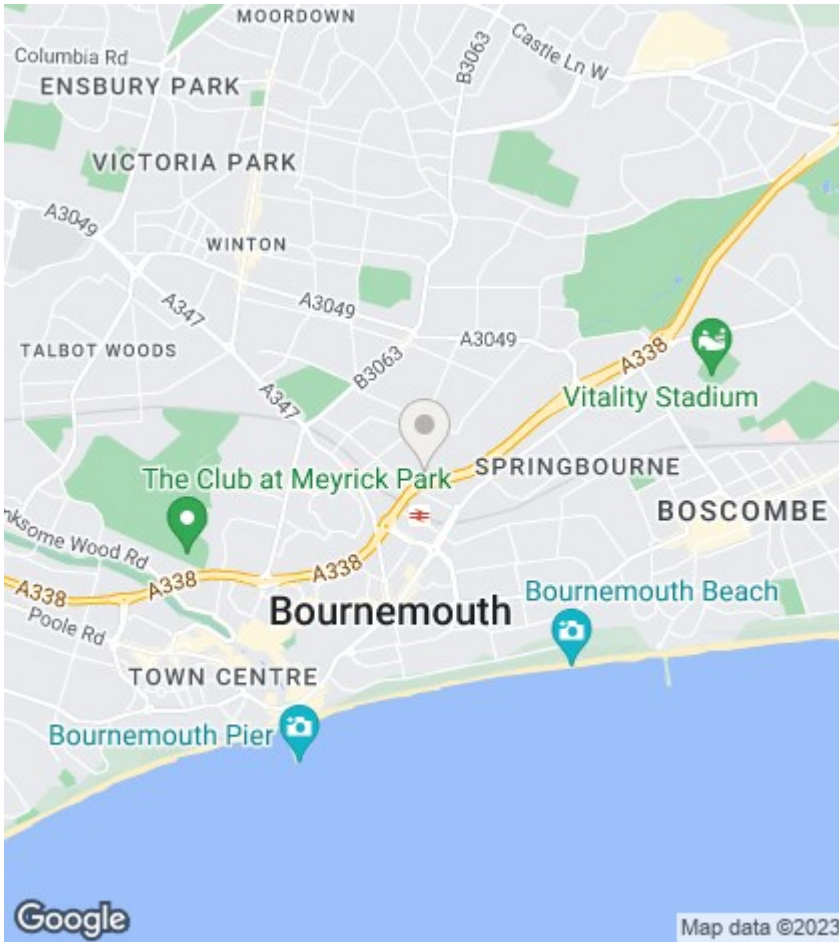 MOORDOWN
Columbia Rd
Castle Ln W
B3063
ENSBURY PARK
VICTORIA PARK
A3049
WINTON
A3049
A347
A3049
TALBOT WOODS
B3063
A338
A347
Vitality Stadium
The Club at Meyrick Park
SPRINGBOURNE
BOSCOMBE
nksome Wood Rd
A338
A338
A338
Bournemouth Beach
Poole Rd
Bournemouth
TOWN CENTRE
Bournemouth Pier
Google
Map data ©2023